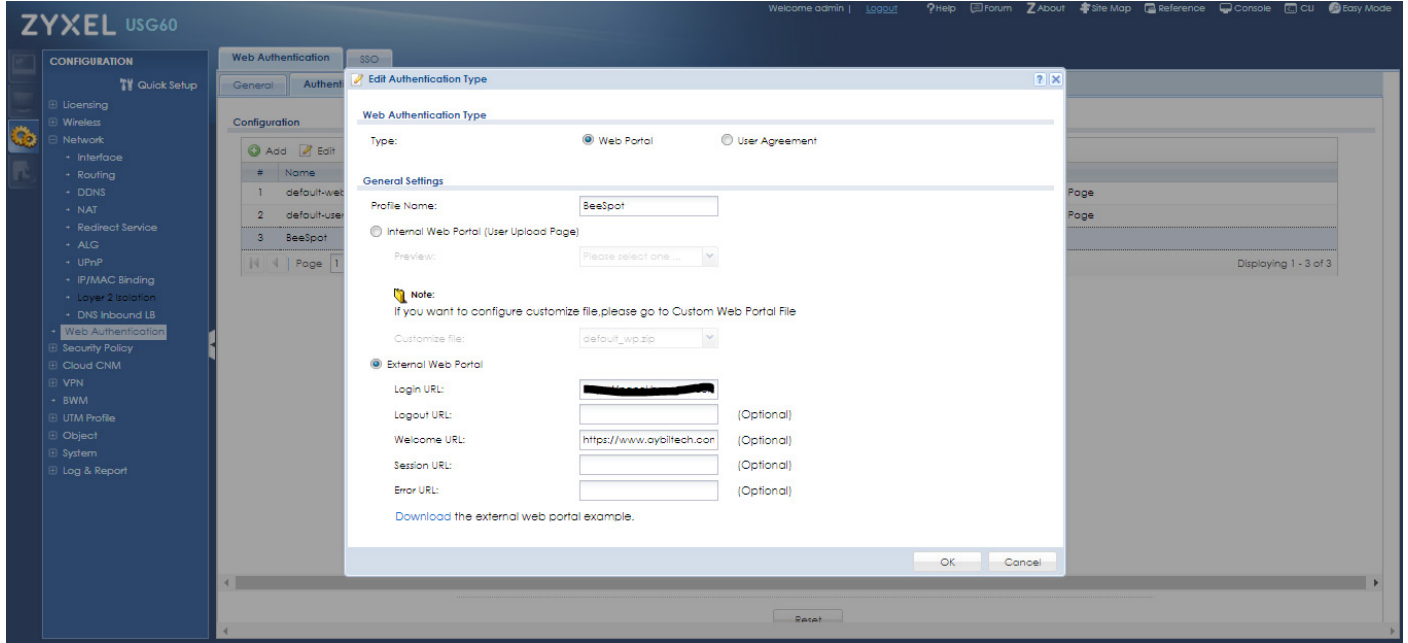 Welcome admin | Logout ?Help Forum Z About Site Map Reference Console CLI Easy Mode
ZYXEL USG60
CONFIGURATION
Quick Setup
Licensing
Wireless
Network
Interface
Routing
DDNS
NAT
Redirect Service
ALG
UPnP
IP/MAC Binding
Layer 2 Isolation
DNS Inbound LB
Web Authentication
Security Policy
Cloud CNM
VPN
BWM
UTM Profile
Object
System
Log & Report
Web Authentication SSO
General Authenti
Configuration
Add Edit
# Name
1 default-web Page
2 default-user Page
3 BeeSpot
Page 1 Displaying 1 - 3 of 3
Reset
Edit Authentication Type
Web Authentication Type
Type: Web Portal User Agreement
General Settings
Profile Name: BeeSpot
Internal Web Portal (User Upload Page)
Preview: Please select one ...
Note:
If you want to configure customize file,please go to Custom Web Portal File
Customize file: default_wp.zip
External Web Portal
Login URL:
Logout URL: (Optional)
Welcome URL: https://www.aybiltech.com (Optional)
Session URL: (Optional)
Error URL: (Optional)
Download the external web portal example.
OK Cancel